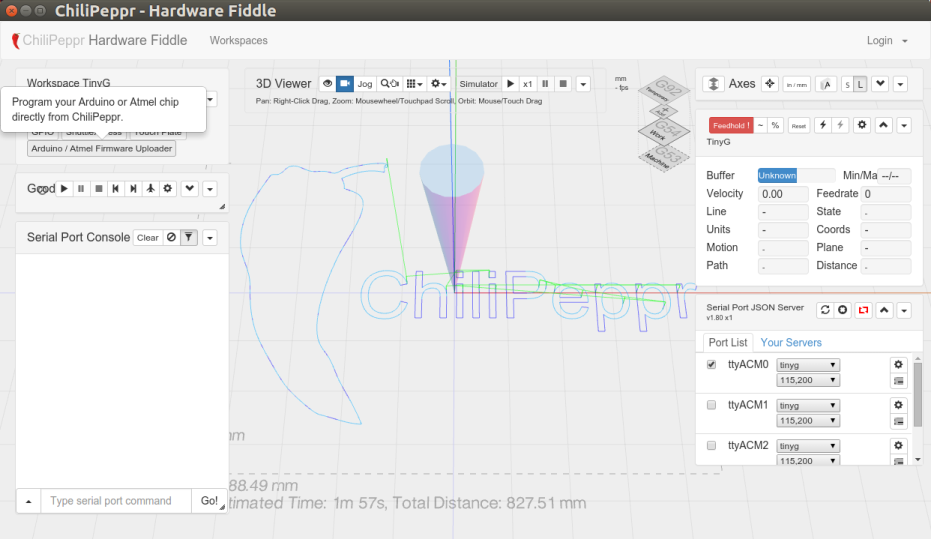 ChiliPeppr - Hardware Fiddle
ChiliPeppr Hardware Fiddle Workspaces Login
Workspace TinyG
Program your Arduino or Atmel chip
directly from ChiliPeppr.
Touch Plate
Arduino / Atmel Firmware Uploader
Good
Serial Port Console Clear
Type serial port command Go!
3D Viewer Jog Simulator x1
Pan: Right-Click Drag, Zoom: Mousewheel/Touchpad Scroll, Orbit: Mouse/Touch Drag
mm
- fps
G92
Temporary
G54
Work
G53
Machine
ChiliPeppr
mm
88.49 mm
timated Time: 1m 57s, Total Distance: 827.51 mm
Axes in / mm S L
Feedhold ! ~ % Reset
TinyG
Buffer Unknown Min/Ma --/--
Velocity 0.00 Feedrate 0
Line - State .
Units - Coords -
Motion . Plane -
Path . Distance .
Serial Port JSON Server
v1.80 x1
Port List Your Servers
ttyACM0 tinyg
115,200
ttyACM1 tinyg
115,200
ttyACM2 tinyg
115,200